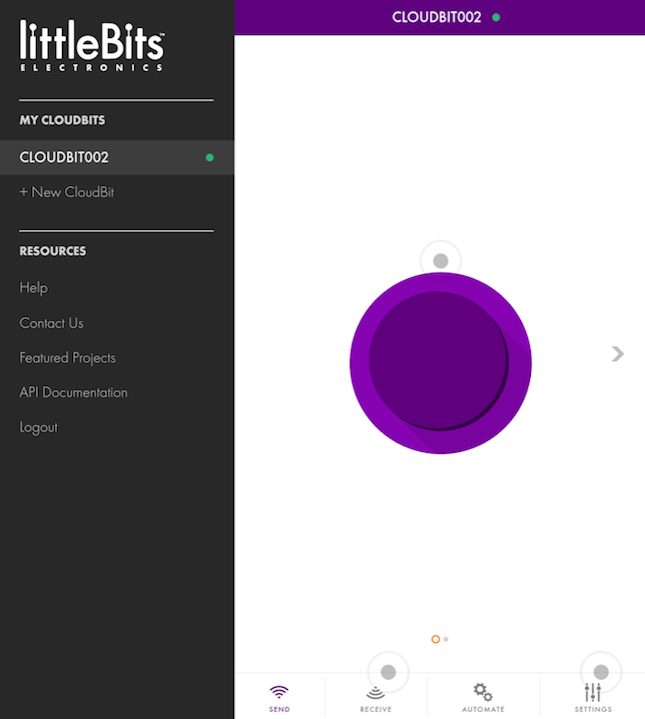 littleBits™
ELECTRONICS
MY CLOUDBITS
CLOUDBIT002
+ New CloudBit
RESOURCES
Help
Contact Us
Featured Projects
API Documentation
Logout
CLOUDBIT002
SEND
RECEIVE
AUTOMATE
SETTINGS